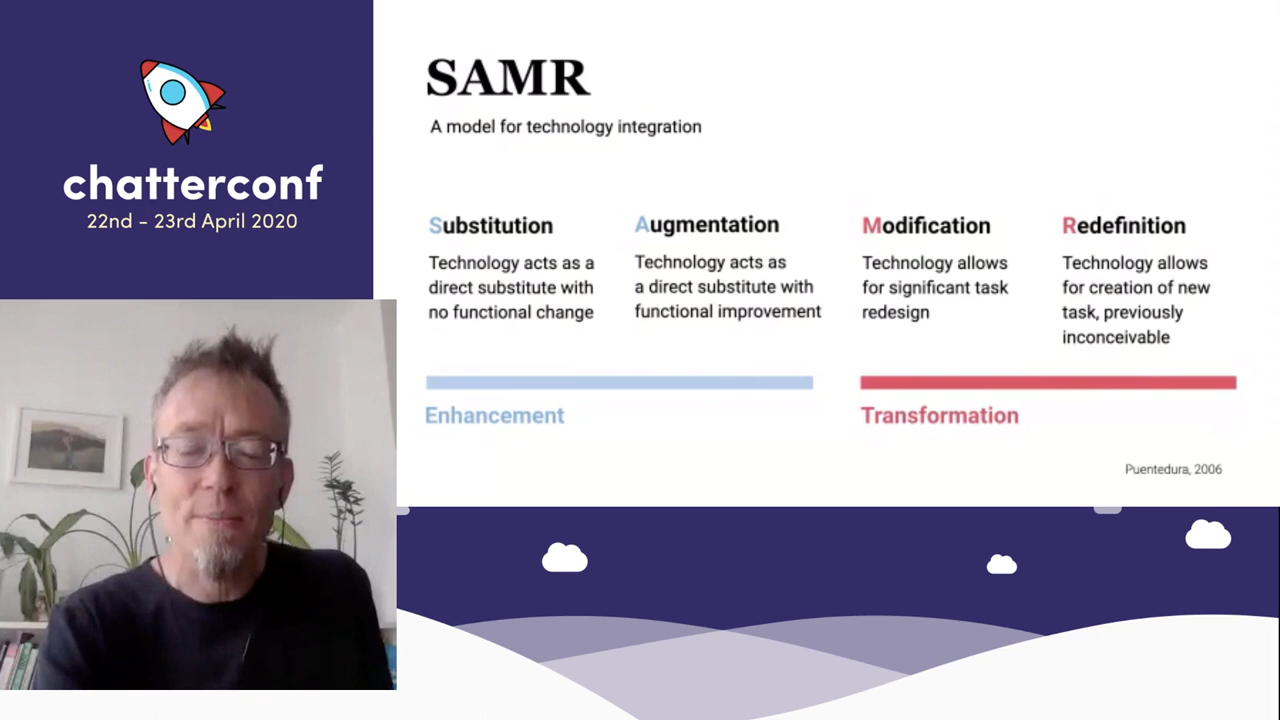 chatterconf
22nd - 23rd April 2020
SAMR
A model for technology integration
Substitution
Technology acts as a
direct substitute with
no functional change
Augmentation
Technology acts as
a direct substitute with
functional improvement
Modification
Technology allows
for significant task
redesign
Redefinition
Technology allows
for creation of new
task, previously
inconceivable
Enhancement
Transformation
Puentedura, 2006